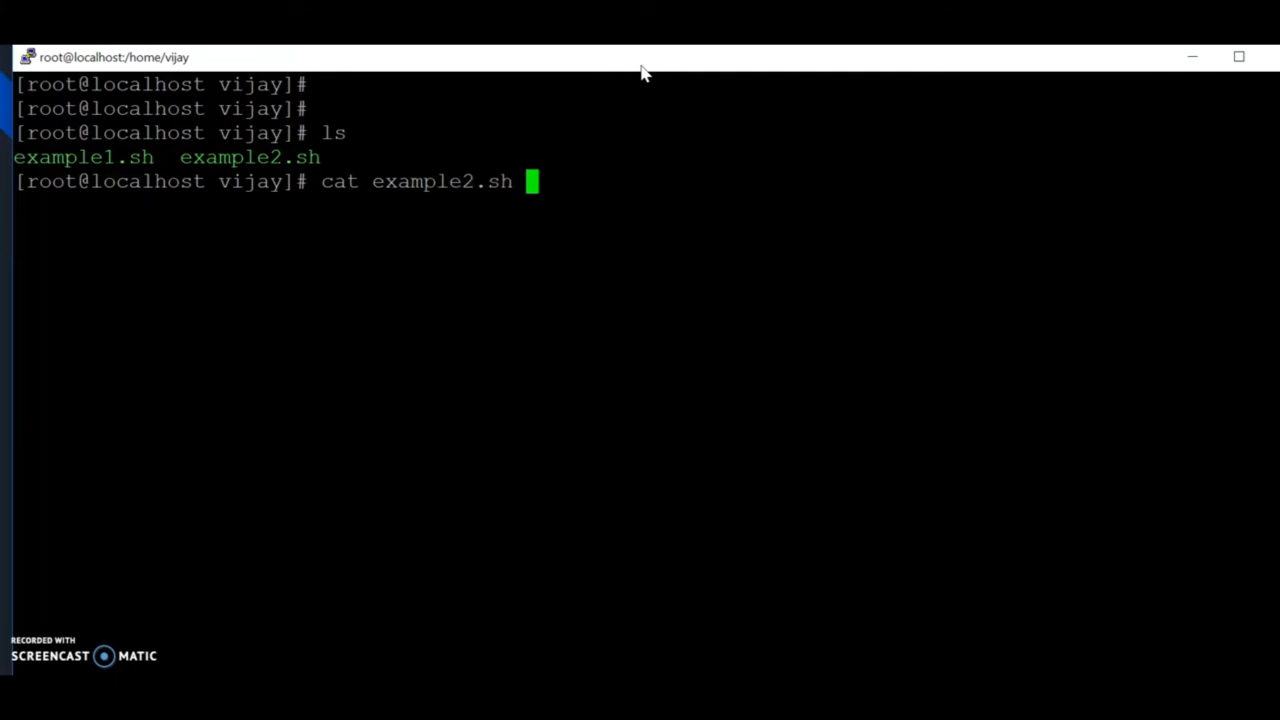 root@localhost:/home/vijay
[root@localhost vijay]#
[root@localhost vijay]#
[root@localhost vijay]# ls
example1.sh example2.sh
[root@localhost vijay]# cat example2.sh
RECORDED WITH
SCREENCAST MATIC